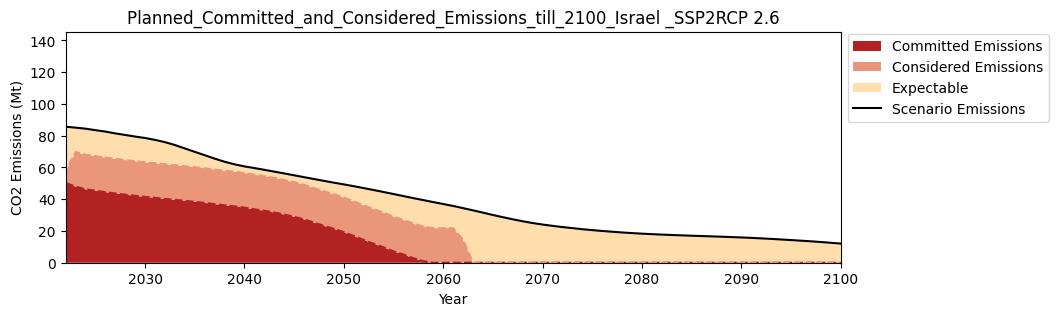 Planned_Committed_and_Considered_Emissions_till_2100_Israel _SSP2RCP 2.6
CO2 Emissions (Mt)
140
120
100
80
60
40
20
0
2030 2040 2050 2060 2070 2080 2090 2100
Year
Committed Emissions
Considered Emissions
Expectable
Scenario Emissions